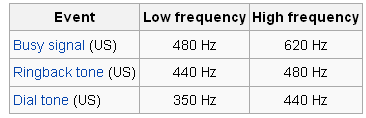 Event Low frequency High frequency
Busy signal (US) 480 Hz 620 Hz
Ringback tone (US) 440 Hz 480 Hz
Dial tone (US) 350 Hz 440 Hz